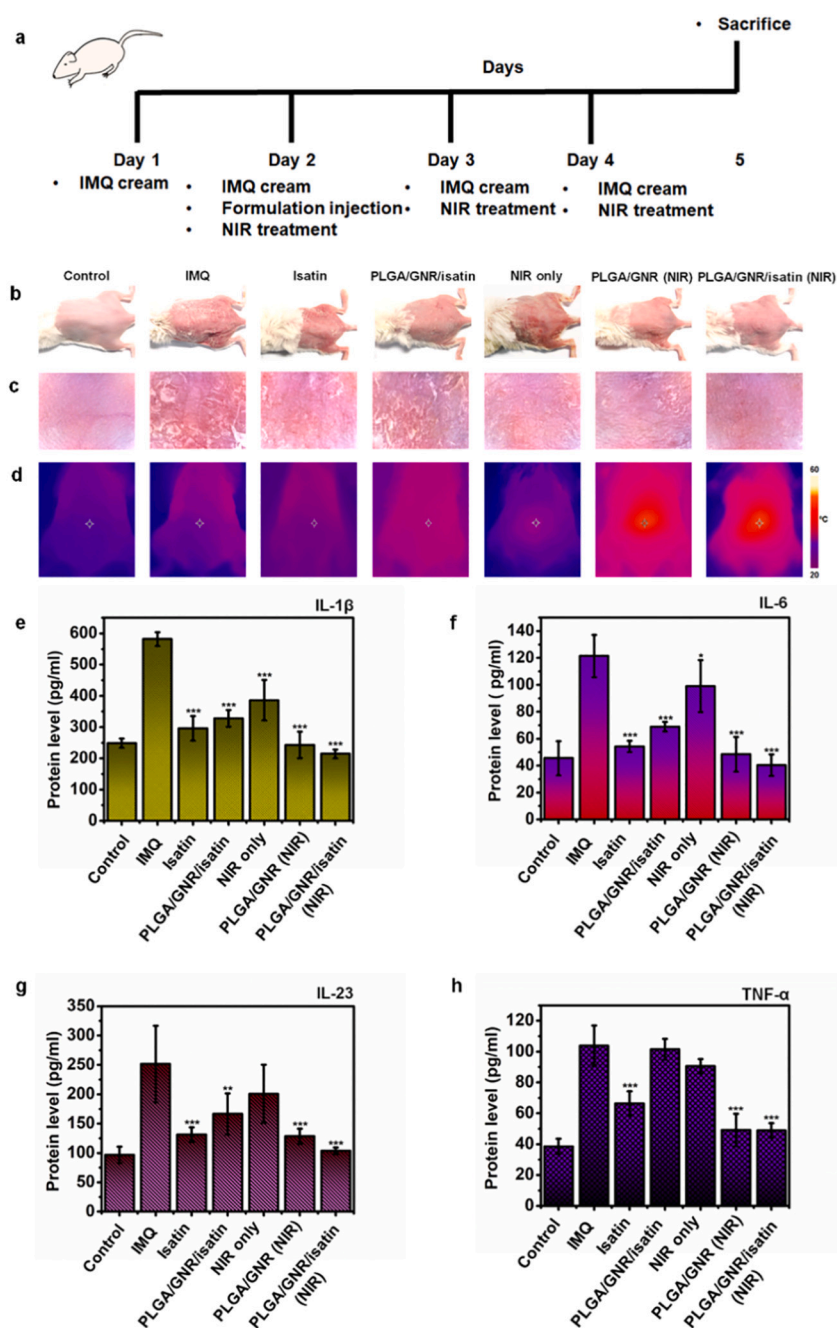 a
• Sacrifice
Days
Day 1
Day 2
Day 3
Day 4
5
• IMQ cream
• IMQ cream
• Formulation injection
• NIR treatment
• IMQ cream
• NIR treatment
• IMQ cream
• NIR treatment
Control IMQ Isatin PLGA/GNR/isatin NIR only PLGA/GNR (NIR) PLGA/GNR/isatin (NIR)
b
c
d
60
°C
20
e
IL-1β
Protein level (pg/ml)
600
500
400
300
200
100
0
***
***
***
***
***
Control
IMQ
Isatin
PLGA/GNR/isatin
NIR only
PLGA/GNR (NIR)
PLGA/GNR/isatin
(NIR)
f
IL-6
Protein level ( pg/ml)
140
120
100
80
60
40
20
0
***
***
*
***
***
Control
IMQ
Isatin
PLGA/GNR/isatin
NIR only
PLGA/GNR (NIR)
PLGA/GNR/isatin
(NIR)
g
IL-23
Protein level (pg/ml)
350
300
250
200
150
100
50
0
***
**
***
***
Control
IMQ
Isatin
PLGA/GNR/isatin
NIR only
PLGA/GNR (NIR)
PLGA/GNR/isatin
(NIR)
h
TNF-α
Protein level (pg/ml)
120
100
80
60
40
20
0
***
***
***
Control
IMQ
Isatin
PLGA/GNR/isatin
NIR only
PLGA/GNR (NIR)
PLGA/GNR/isatin
(NIR)